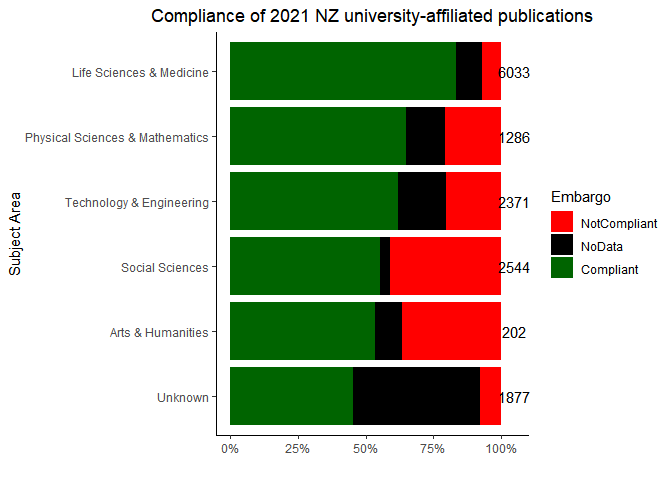 Compliance of 2021 NZ university-affiliated publications
Subject Area
Life Sciences & Medicine
6033
Physical Sciences & Mathematics
1286
Technology & Engineering
2371
Social Sciences
2544
Arts & Humanities
202
Unknown
1877
0% 25% 50% 75% 100%
Embargo
NotCompliant
NoData
Compliant